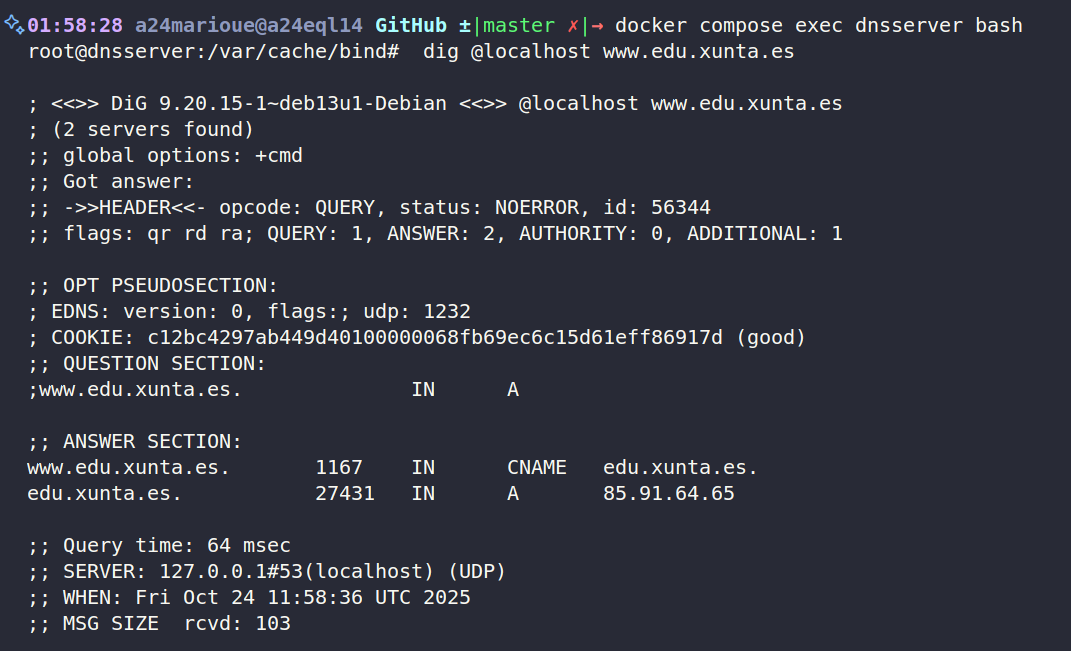 01:58:28 a24marioue@a24eql14 GitHub ±|master ✗|→ docker compose exec dnsserver bash
root@dnsserver:/var/cache/bind#  dig @localhost www.edu.xunta.es

; <<>> DiG 9.20.15-1~deb13u1-Debian <<>> @localhost www.edu.xunta.es
; (2 servers found)
;; global options: +cmd
;; Got answer:
;; ->>HEADER<<- opcode: QUERY, status: NOERROR, id: 56344
;; flags: qr rd ra; QUERY: 1, ANSWER: 2, AUTHORITY: 0, ADDITIONAL: 1

;; OPT PSEUDOSECTION:
; EDNS: version: 0, flags:; udp: 1232
; COOKIE: c12bc4297ab449d40100000068fb69ec6c15d61eff86917d (good)
;; QUESTION SECTION:
;www.edu.xunta.es.		IN	A

;; ANSWER SECTION:
www.edu.xunta.es.	1167	IN	CNAME	edu.xunta.es.
edu.xunta.es.		27431	IN	A	85.91.64.65

;; Query time: 64 msec
;; SERVER: 127.0.0.1#53(localhost) (UDP)
;; WHEN: Fri Oct 24 11:58:36 UTC 2025
;; MSG SIZE  rcvd: 103